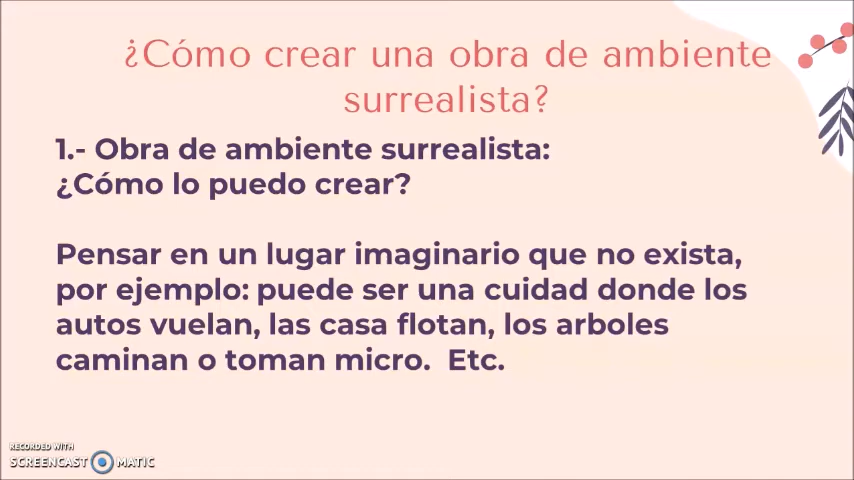 ¿Cómo crear una obra de ambiente
surrealista?
1.- Obra de ambiente surrealista:
¿Cómo lo puedo crear?
Pensar en un lugar imaginario que no exista,
por ejemplo: puede ser una cuidad donde los
autos vuelan, las casa flotan, los arboles
caminan o toman micro.  Etc.
RECORDED WITH
SCREENCAST MATIC